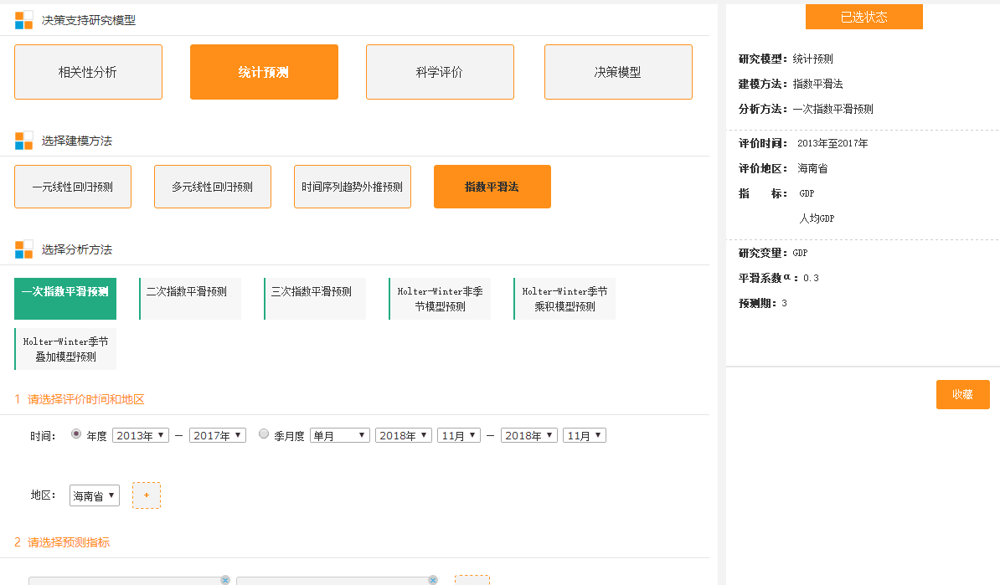 决策支持研究模型
相关性分析 统计预测 科学评价 决策模型
选择建模方法
一元线性回归预测 多元线性回归预测 时间序列趋势外推预测 指数平滑法
选择分析方法
一次指数平滑预测 二次指数平滑预测 三次指数平滑预测
Holter-Winter非季
节模型预测
Holter-Winter季节
乘积模型预测
Holter-Winter季节
叠加模型预测
1 请选择评价时间和地区
时间： 年度 2013年 — 2017年 季月度 单月 2018年 11月 — 2018年 11月
地区： 海南省 +
2 请选择预测指标
已选状态
研究模型：统计预测
建模方法：指数平滑法
分析方法：一次指数平滑预测
评价时间： 2013年至2017年
评价地区： 海南省
指 标： GDP
人均GDP
研究变量：GDP
平滑系数α：0.3
预测期：3
收藏